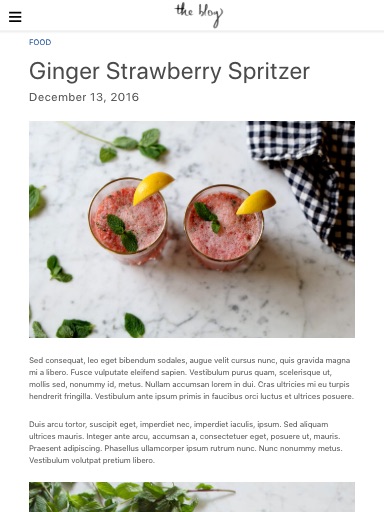 the blog
FOOD
Ginger Strawberry Spritzer
December 13, 2016
Sed consequat, leo eget bibendum sodales, augue velit cursus nunc, quis gravida magna
mi a libero. Fusce vulputate eleifend sapien. Vestibulum purus quam, scelerisque ut,
mollis sed, nonummy id, metus. Nullam accumsan lorem in dui. Cras ultricies mi eu turpis
hendrerit fringilla. Vestibulum ante ipsum primis in faucibus orci luctus et ultrices posuere.
Duis arcu tortor, suscipit eget, imperdiet nec, imperdiet iaculis, ipsum. Sed aliquam
ultrices mauris. Integer ante arcu, accumsan a, consectetuer eget, posuere ut, mauris.
Praesent adipiscing. Phasellus ullamcorper ipsum rutrum nunc. Nunc nonummy metus.
Vestibulum volutpat pretium libero.